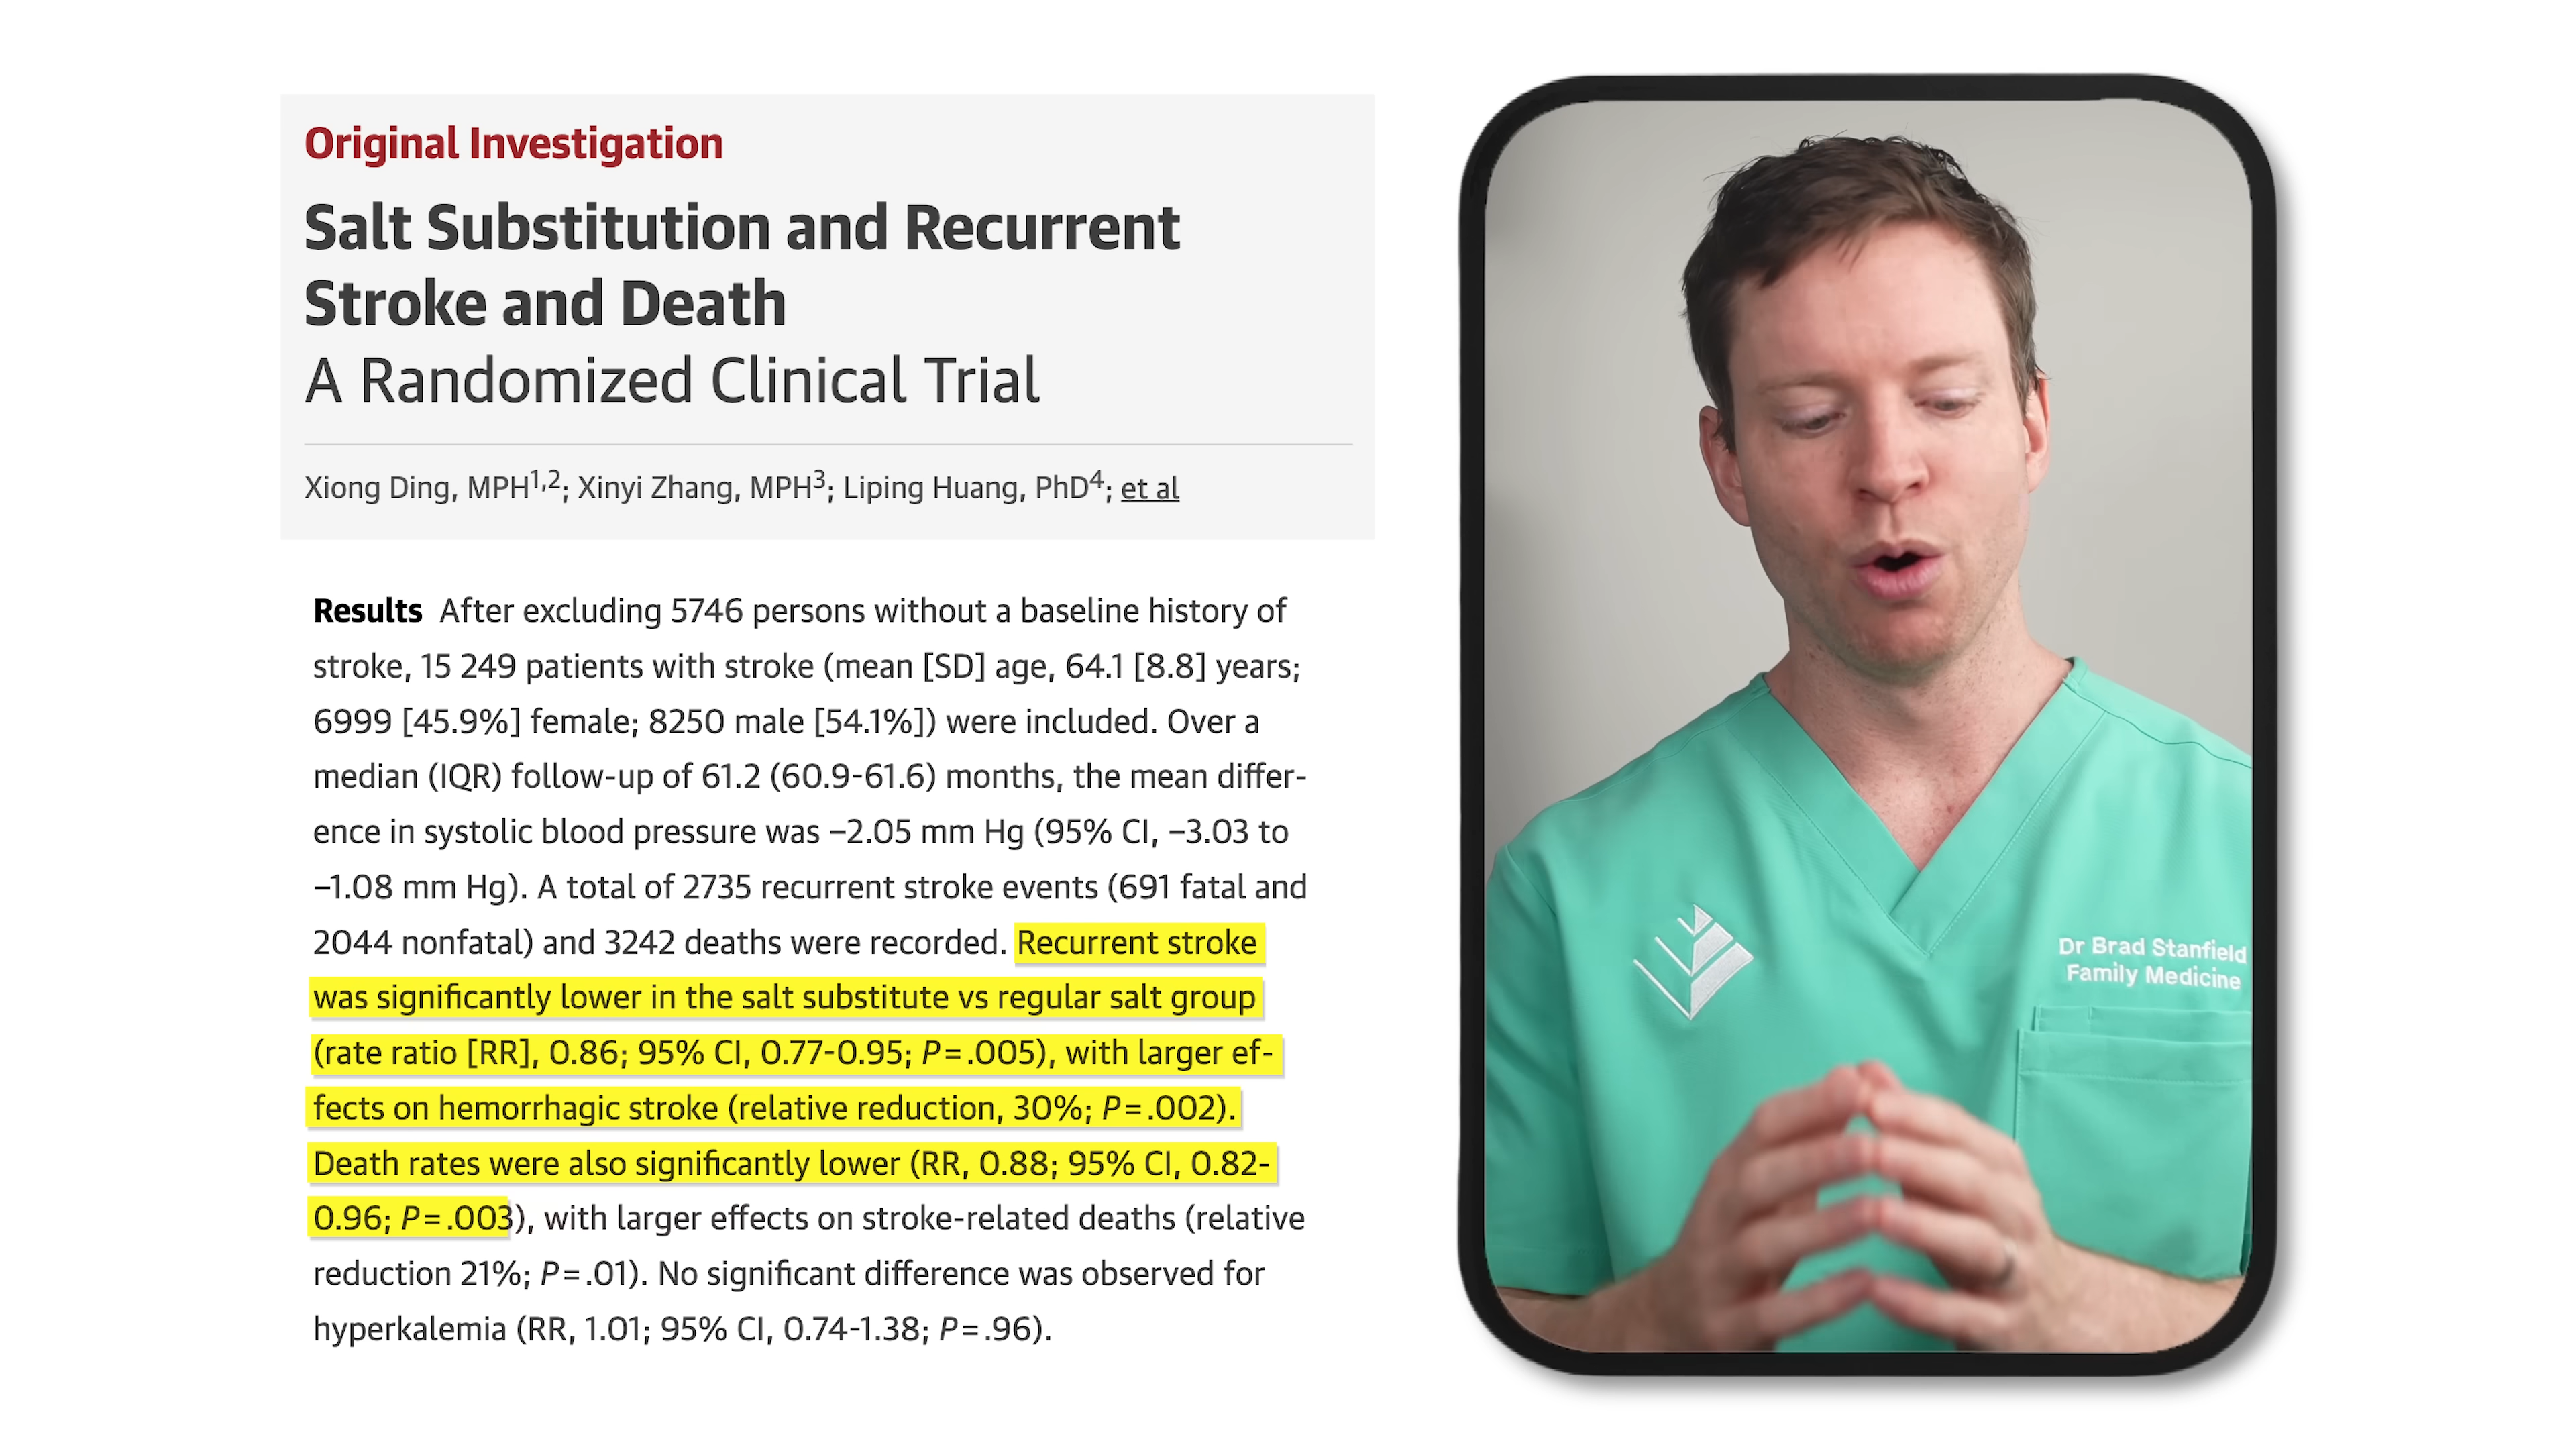 Original Investigation
Salt Substitution and Recurrent
Stroke and Death
A Randomized Clinical Trial
Xiong Ding, MPH1,2; Xinyi Zhang, MPH3; Liping Huang, PhD4; et al
Results After excluding 5746 persons without a baseline history of
stroke, 15 249 patients with stroke (mean [SD] age, 64.1 [8.8] years;
6999 [45.9%] female; 8250 male [54.1%]) were included. Over a
median (IQR) follow-up of 61.2 (60.9-61.6) months, the mean differ-
ence in systolic blood pressure was −2.05 mm Hg (95% CI, −3.03 to
−1.08 mm Hg). A total of 2735 recurrent stroke events (691 fatal and
2044 nonfatal) and 3242 deaths were recorded. Recurrent stroke
was significantly lower in the salt substitute vs regular salt group
(rate ratio [RR], 0.86; 95% CI, 0.77-0.95; P = .005), with larger ef-
fects on hemorrhagic stroke (relative reduction, 30%; P = .002).
Death rates were also significantly lower (RR, 0.88; 95% CI, 0.82-
0.96; P = .003), with larger effects on stroke-related deaths (relative
reduction 21%; P = .01). No significant difference was observed for
hyperkalemia (RR, 1.01; 95% CI, 0.74-1.38; P = .96).
Dr Brad Stanfield
Family Medicine